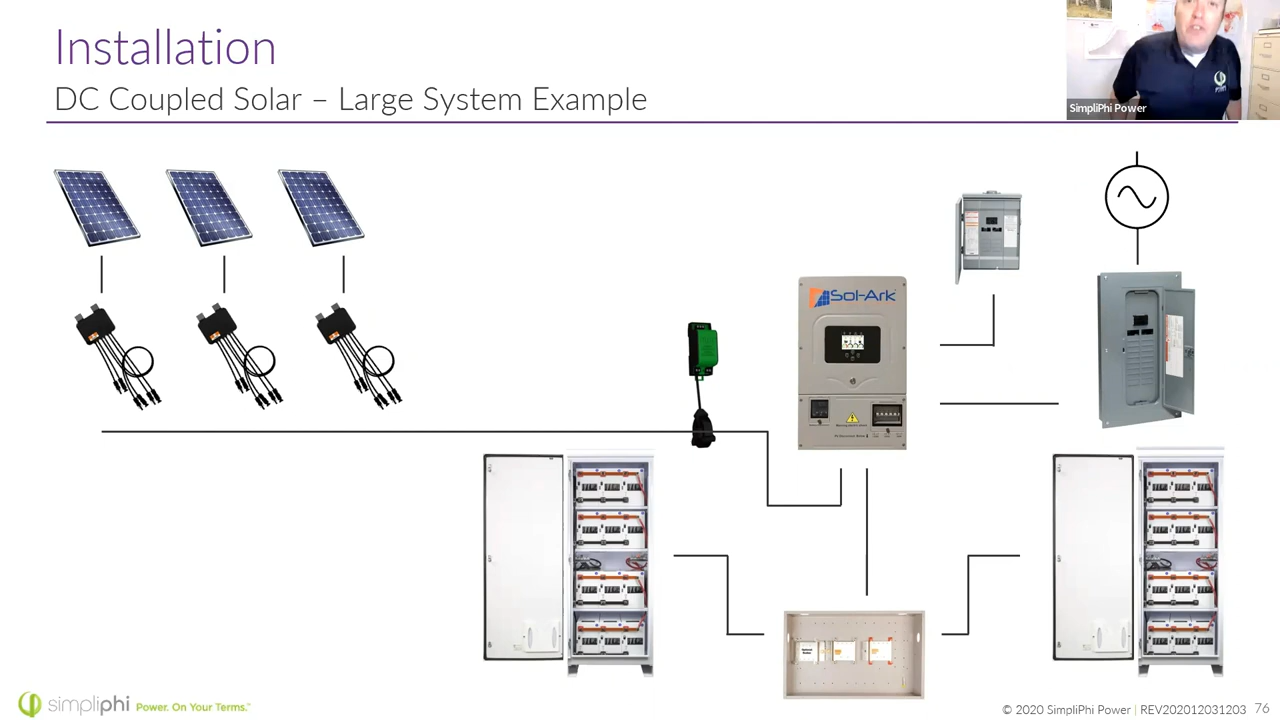 Installation
DC Coupled Solar – Large System Example
SimpliPhi Power
Sol-Ark
simpliphi Power. On Your Terms.™
© 2020 SimpliPhi Power | REV202012031203 76